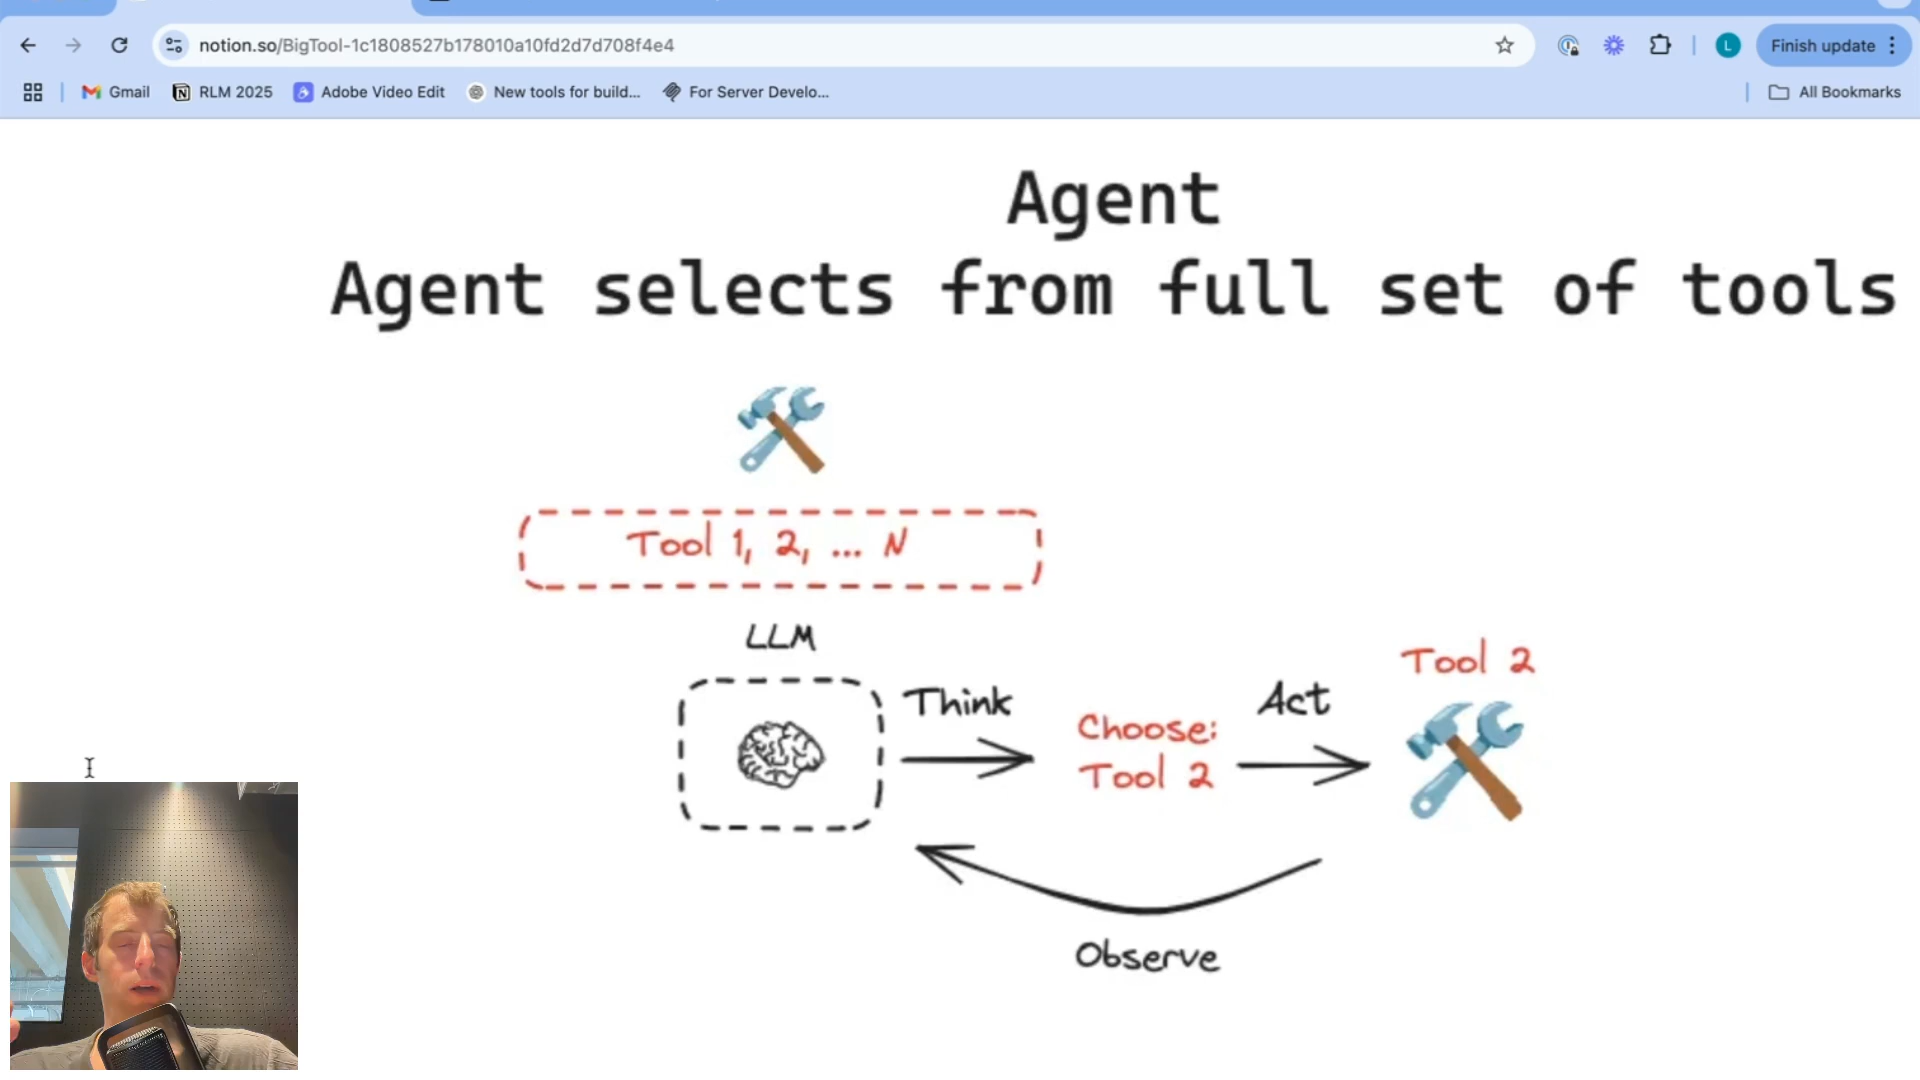 notion.so/BigTool-1c1808527b178010a10fd2d7d708f4e4
L
Finish update
Gmail
RLM 2025
Adobe Video Edit
New tools for build...
For Server Develo...
All Bookmarks
Agent
Agent selects from full set of tools
Tool 1, 2, ... N
LLM
Think
Choose:
Tool 2
Act
Tool 2
Observe